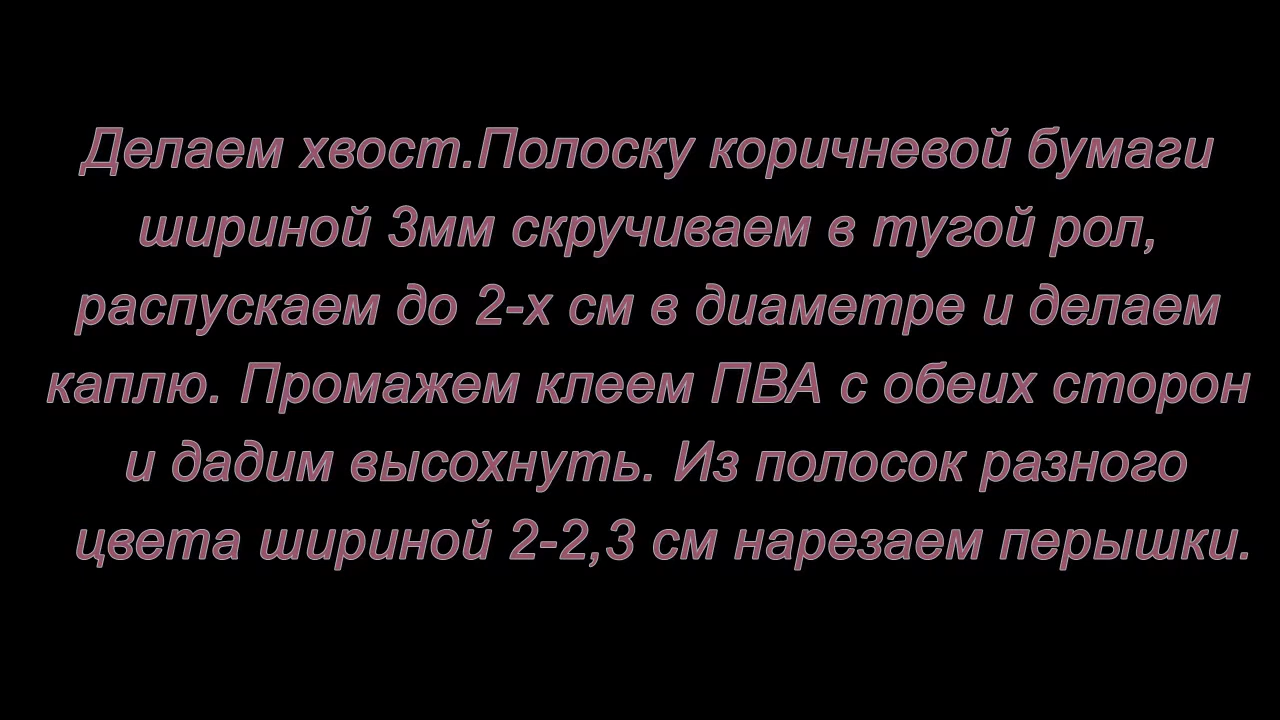 Делаем хвост.Полоску коричневой бумаги
шириной 3мм скручиваем в тугой рол,
распускаем до 2-х см в диаметре и делаем
каплю. Промажем клеем ПВА с обеих сторон
и дадим высохнуть. Из полосок разного
цвета шириной 2-2,3 см нарезаем перышки.